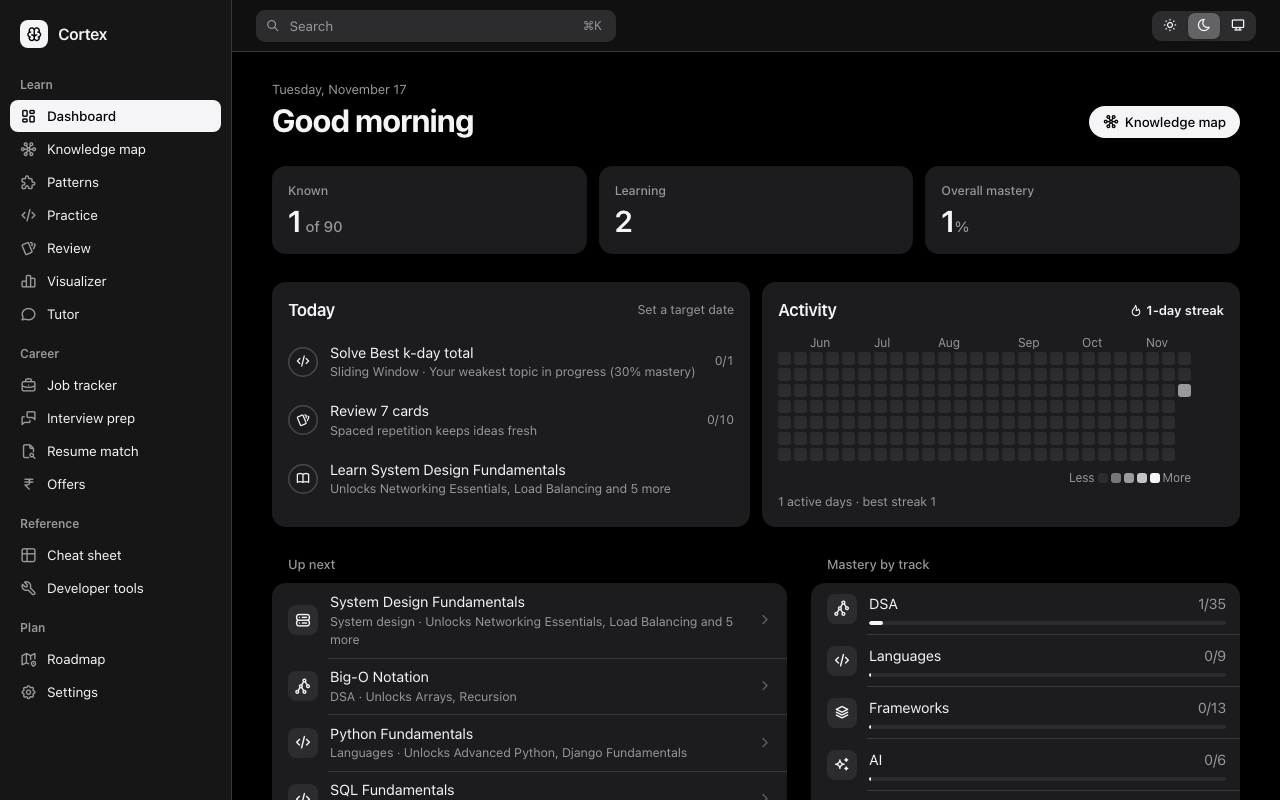 Cortex
Learn
Dashboard
Knowledge map
Patterns
Practice
Review
Visualizer
Tutor
Career
Job tracker
Interview prep
Resume match
Offers
Reference
Cheat sheet
Developer tools
Plan
Roadmap
Settings
Search ⌘K
Tuesday, November 17
Good morning
Knowledge map
Known
1 of 90
Learning
2
Overall mastery
1%
Today
Set a target date
Solve Best k-day total
Sliding Window · Your weakest topic in progress (30% mastery)
0/1
Review 7 cards
Spaced repetition keeps ideas fresh
0/10
Learn System Design Fundamentals
Unlocks Networking Essentials, Load Balancing and 5 more
Activity
1-day streak
Jun Jul Aug Sep Oct Nov
Less More
1 active days · best streak 1
Up next
System Design Fundamentals
System design · Unlocks Networking Essentials, Load Balancing and 5
more
Big-O Notation
DSA · Unlocks Arrays, Recursion
Python Fundamentals
Languages · Unlocks Advanced Python, Django Fundamentals
SQL Fundamentals
Mastery by track
DSA 1/35
Languages 0/9
Frameworks 0/13
AI 0/6